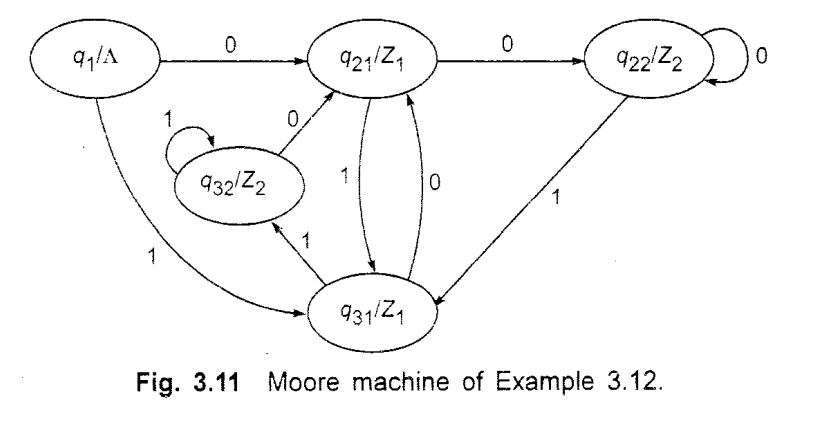 q1/Λ
0
q21/Z1
0
q22/Z2
0
1
0
q32/Z2
1
0
1
1
1
q31/Z1
Fig. 3.11 Moore machine of Example 3.12.